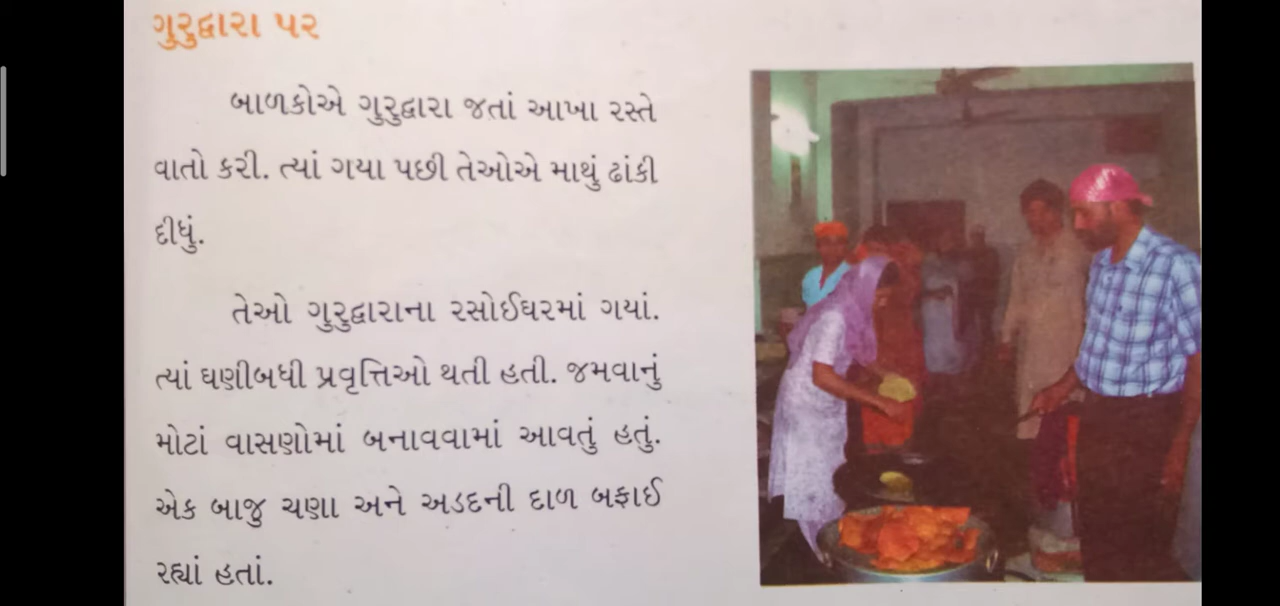 ગુરુદ્વારા પર
બાળકોએ ગુરુદ્વારા જતાં આખા રસ્તે
વાતો કરી. ત્યાં ગયા પછી તેઓએ માથું ઢાંકી
દીધું.
તેઓ ગુરુદ્વારાના રસોઈઘરમાં ગયાં.
ત્યાં ઘણીબધી પ્રવૃત્તિઓ થતી હતી. જમવાનું
મોટાં વાસણોમાં બનાવવામાં આવતું હતું.
એક બાજુ ચણા અને અડદની દાળ બફાઈ
રહ્યાં હતાં.